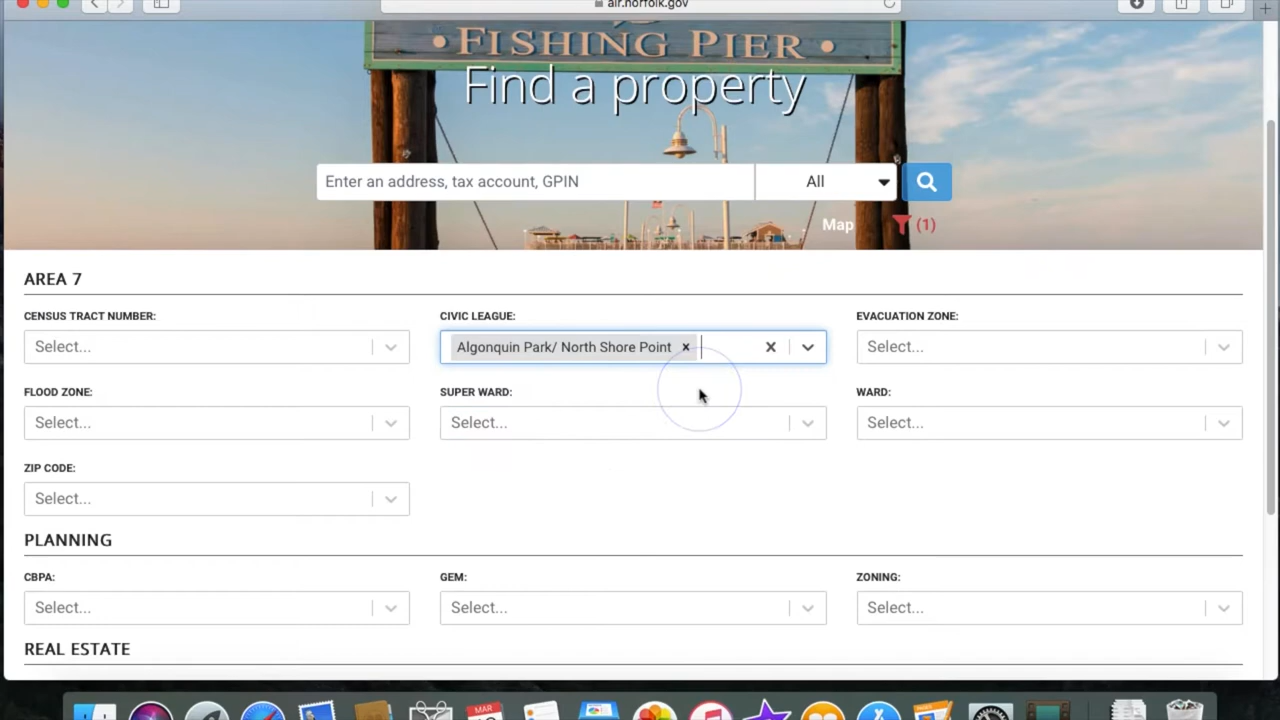 air.norfolk.gov
• FISHING PIER •
Find a property
Enter an address, tax account, GPIN
All
Map
(1)
AREA 7
CENSUS TRACT NUMBER:
CIVIC LEAGUE:
EVACUATION ZONE:
Select...
Algonquin Park/ North Shore Point
Select...
FLOOD ZONE:
SUPER WARD:
WARD:
Select...
Select...
Select...
ZIP CODE:
Select...
PLANNING
CBPA:
GEM:
ZONING:
Select...
Select...
Select...
REAL ESTATE
MAR